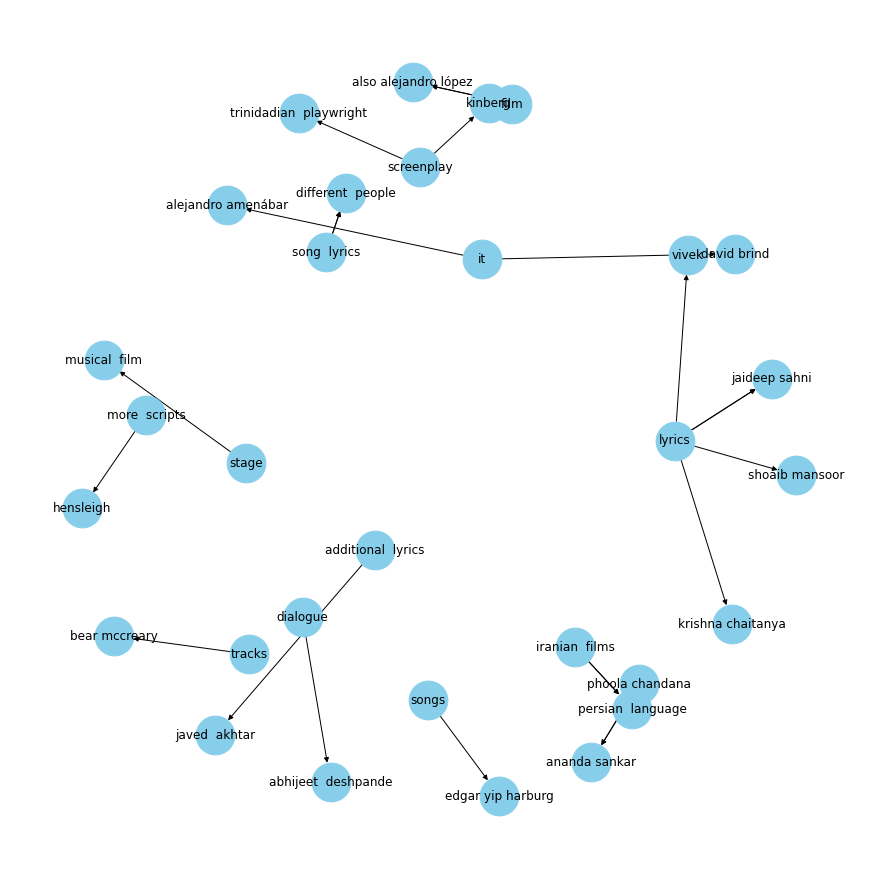 also alejandro lópez
kinberg
film
trinidadian  playwright
screenplay
different  people
alejandro amenábar
song  lyrics
it
vivek
david brind
musical  film
jaideep sahni
more  scripts
lyrics
stage
shoaib mansoor
hensleigh
additional  lyrics
dialogue
krishna chaitanya
bear mccreary
tracks
iranian  films
phoola chandana
songs
persian  language
javed  akhtar
ananda sankar
abhijeet  deshpande
edgar yip harburg